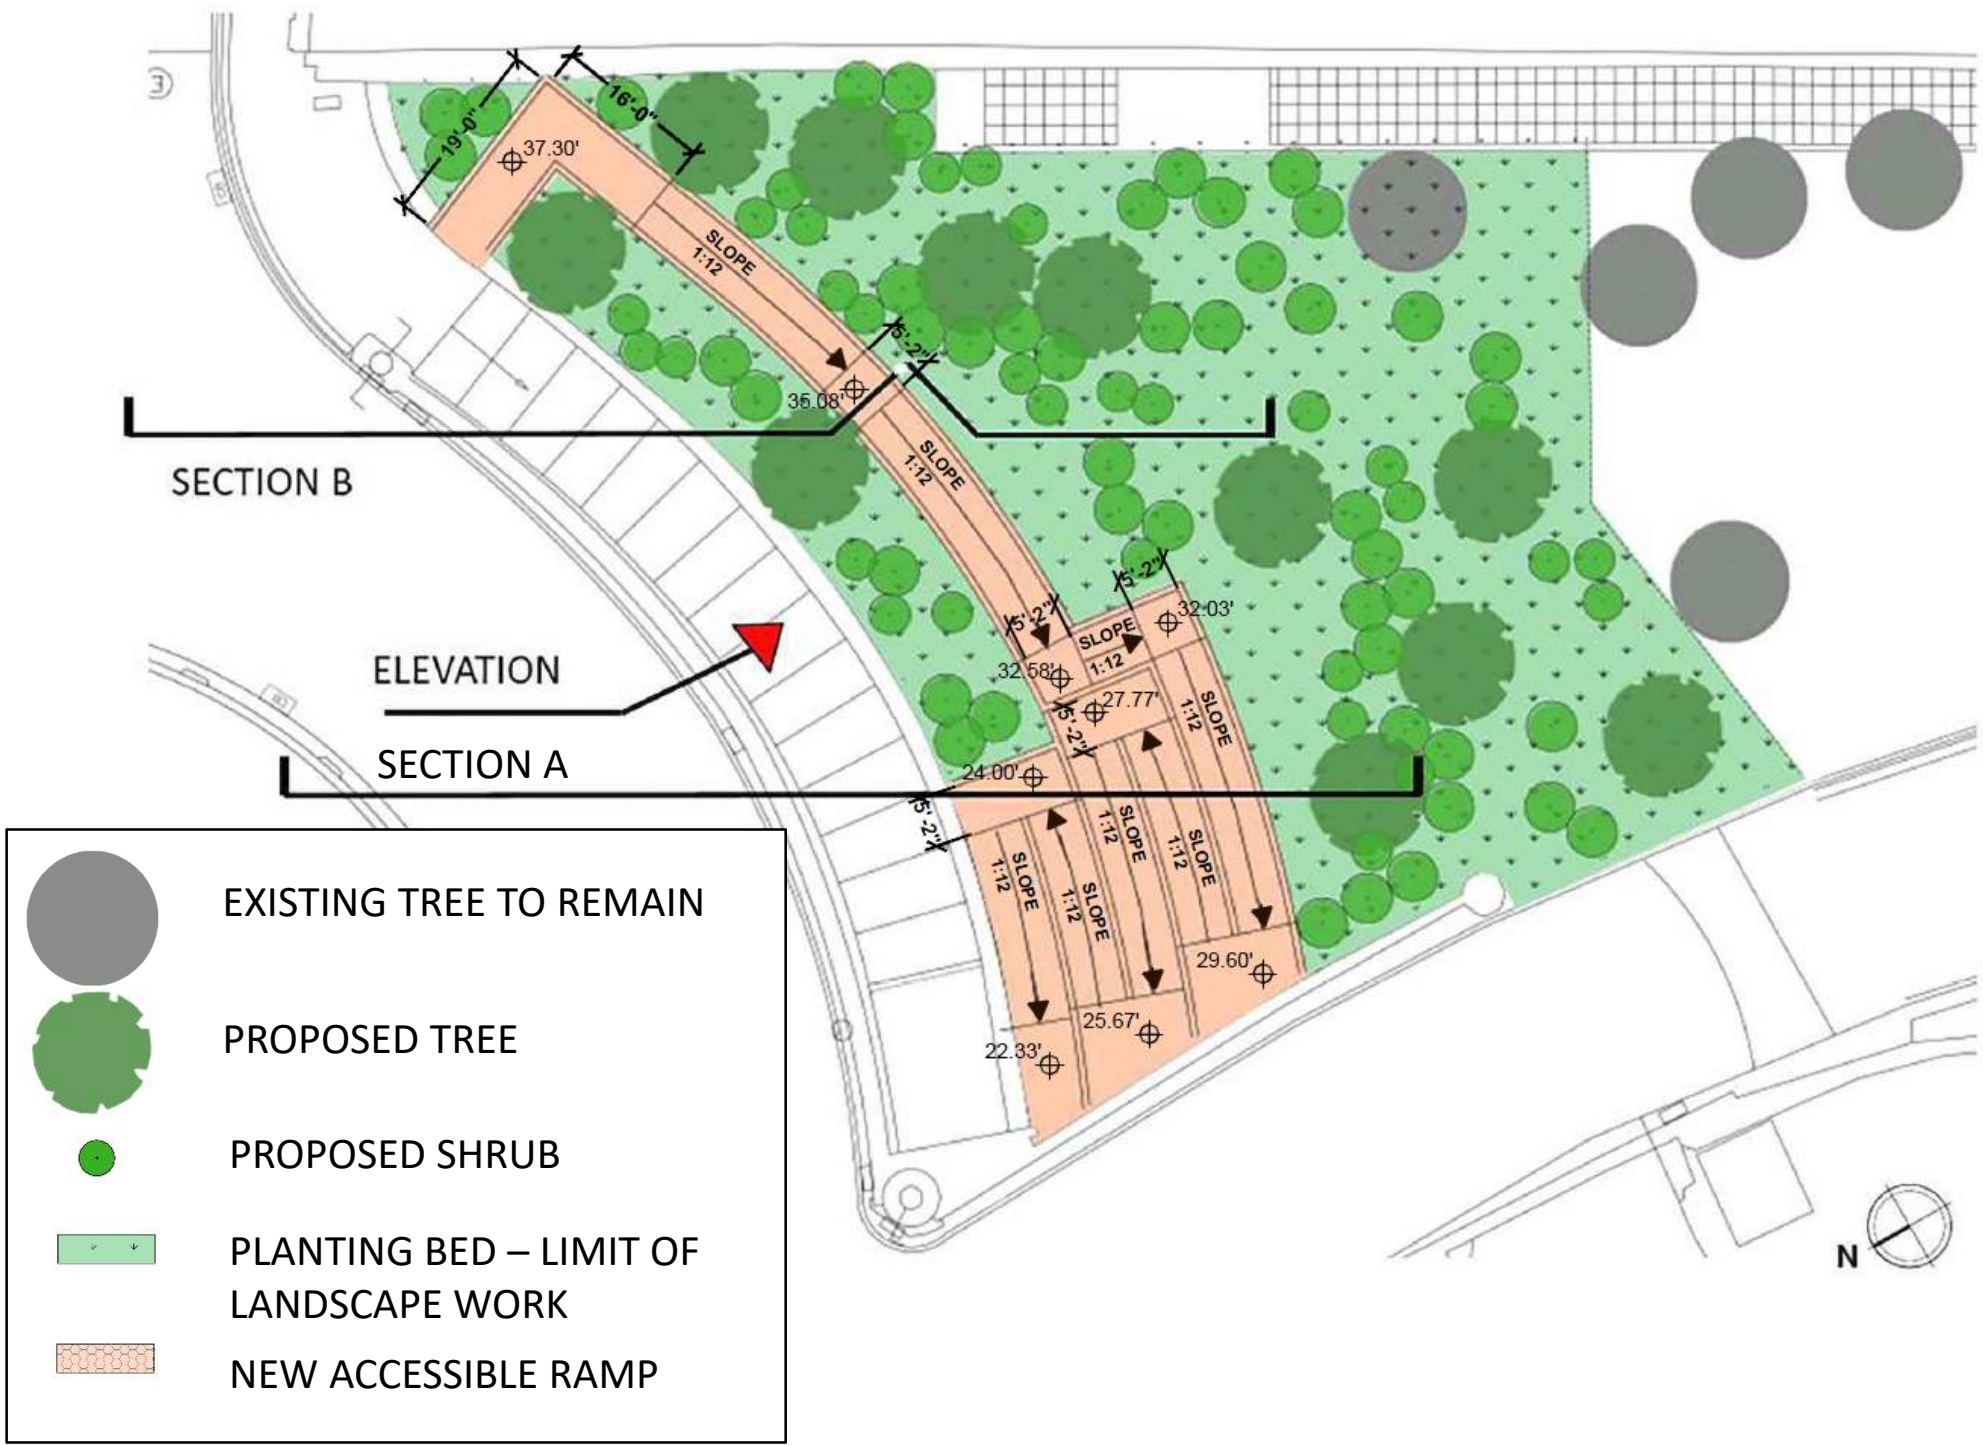 19'-0"
16'-0"
37.30'
SLOPE
1:12
5'-2"
35.08'
SLOPE
1:12
SECTION B
5'-2"
5'-2"
32.03'
SLOPE
1:12
32.58'
27.77'
5'-2"
SLOPE
1:12
ELEVATION
SECTION A
24.00'
5'-2"
SLOPE
1:12
SLOPE
1:12
SLOPE
1:12
SLOPE
1:12
29.60'
25.67'
22.33'
EXISTING TREE TO REMAIN
PROPOSED TREE
PROPOSED SHRUB
PLANTING BED – LIMIT OF
LANDSCAPE WORK
NEW ACCESSIBLE RAMP
N